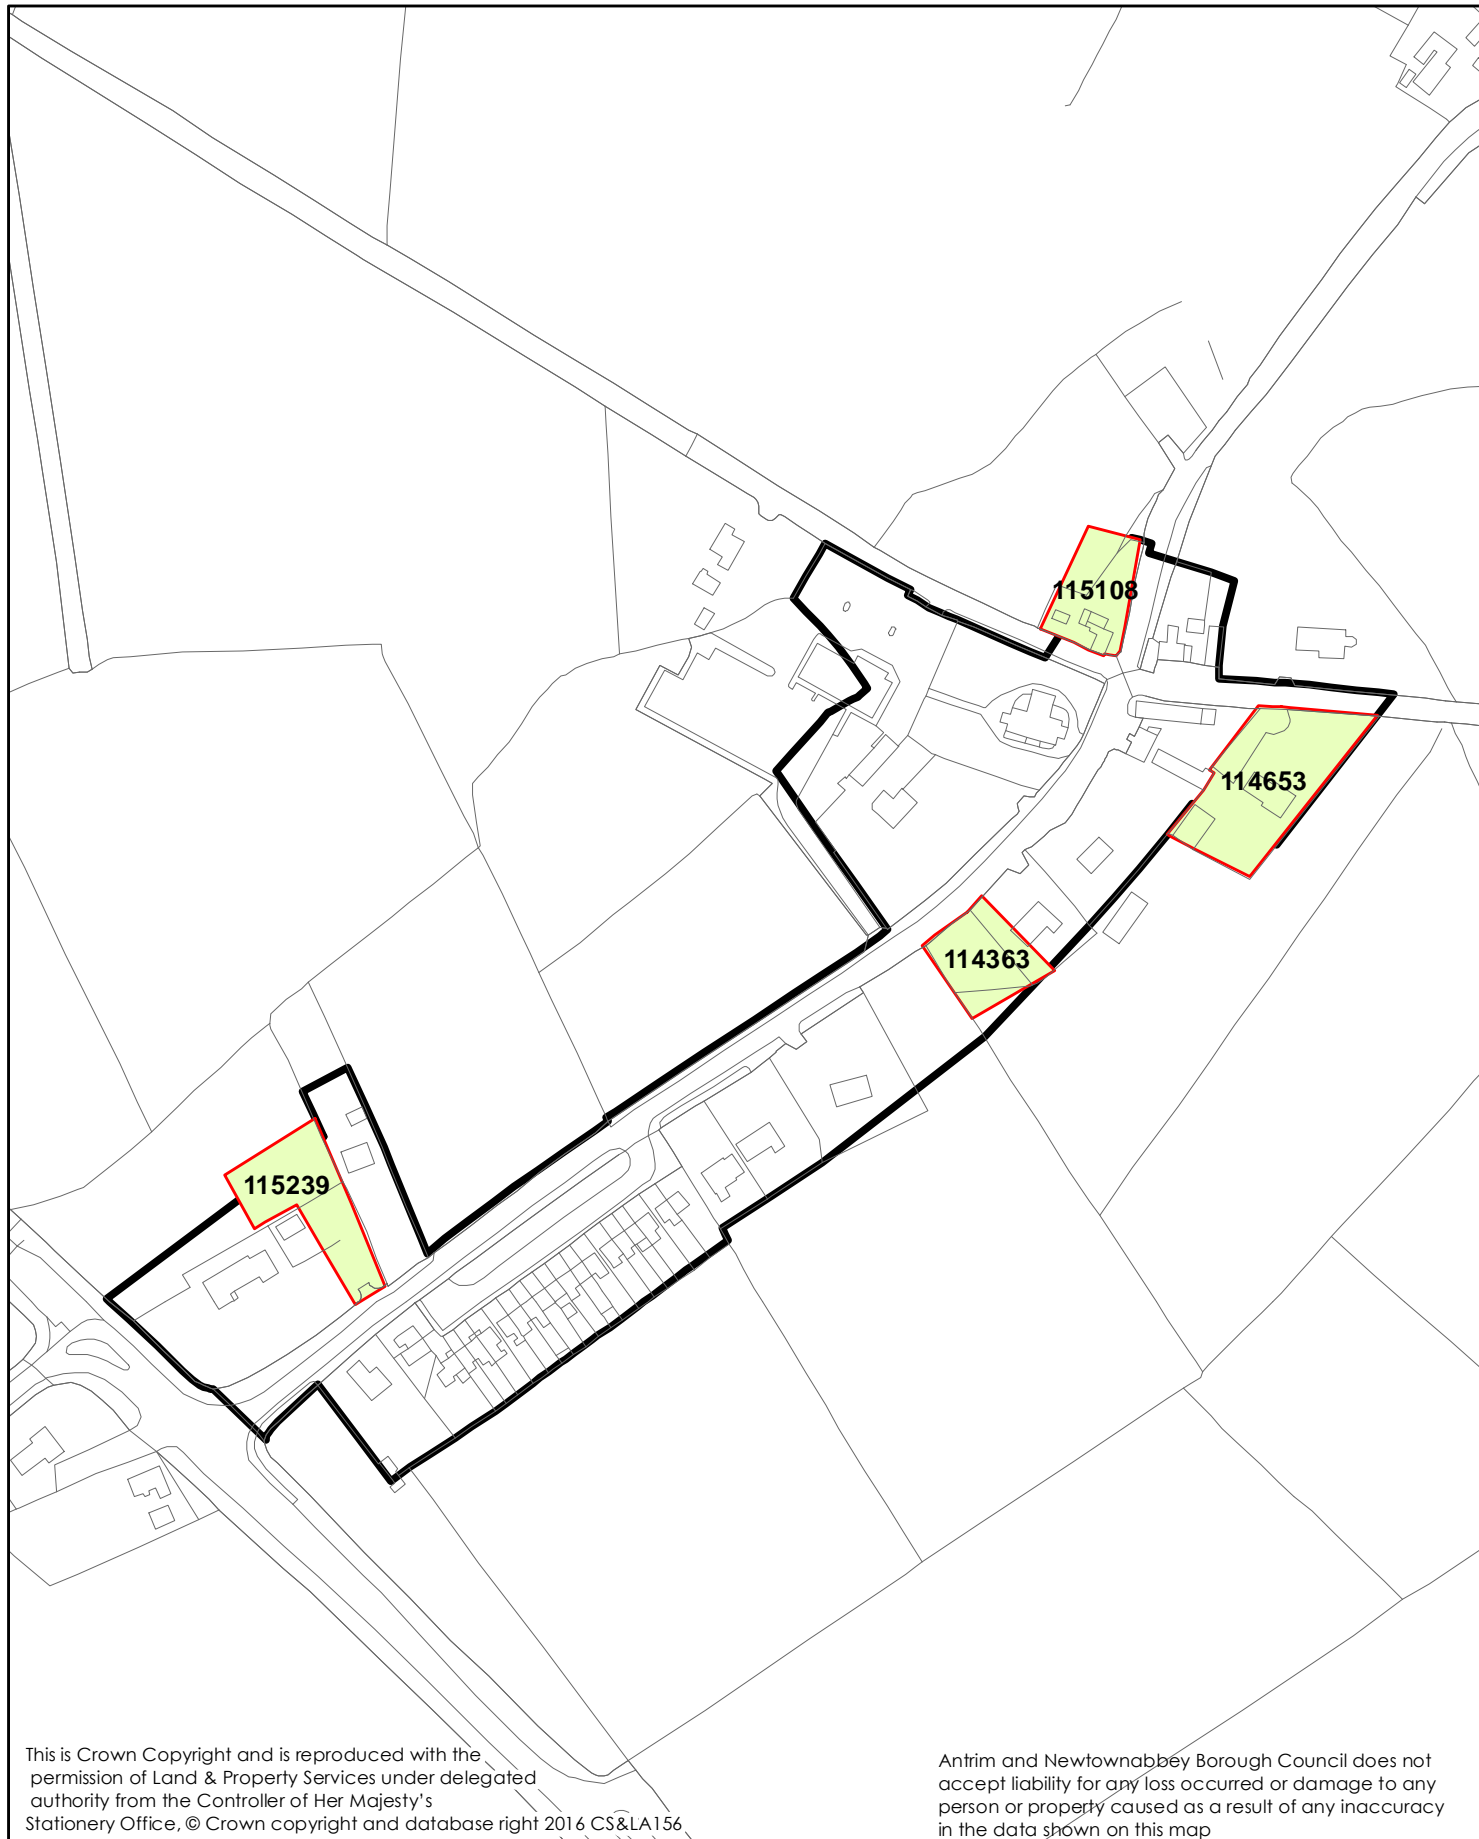 115108
114653
114363
115239
This is Crown Copyright and is reproduced with the
permission of Land & Property Services under delegated
authority from the Controller of Her Majesty's
Stationery Office, © Crown copyright and database right 2016 CS&LA156
Antrim and Newtownabbey Borough Council does not
accept liability for any loss occurred or damage to any
person or property caused as a result of any inaccuracy
in the data shown on this map